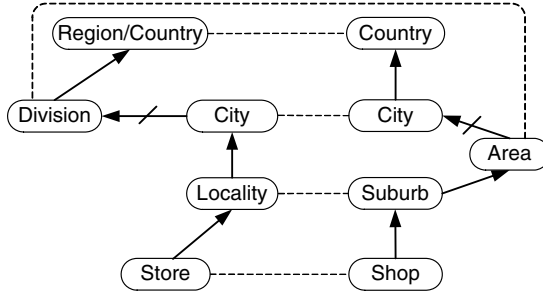 Region/Country
Country
Division
City
City
Area
Locality
Suburb
Store
Shop